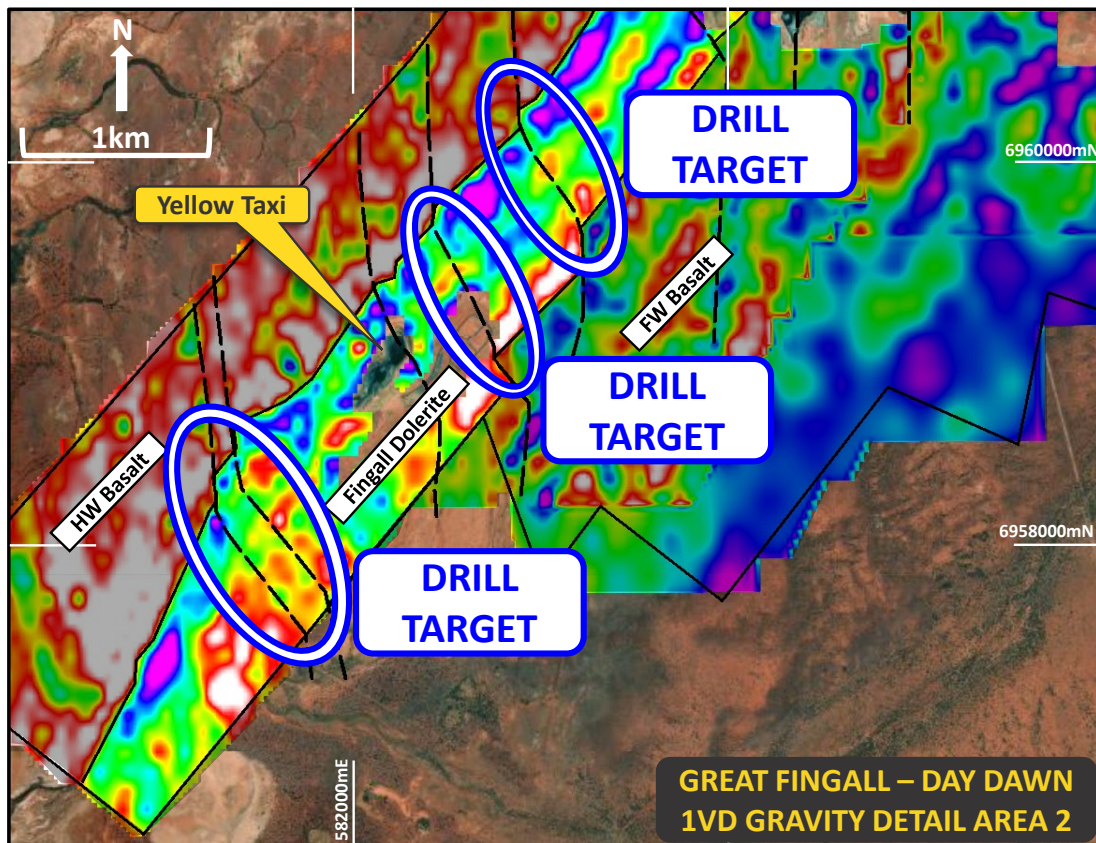 N
1km
DRILL
TARGET
6960000mN
Yellow Taxi
FW Basalt
DRILL
TARGET
Fingall Dolerite
HW Basalt
6958000mN
DRILL
TARGET
582000mE
GREAT FINGALL – DAY DAWN
1VD GRAVITY DETAIL AREA 2